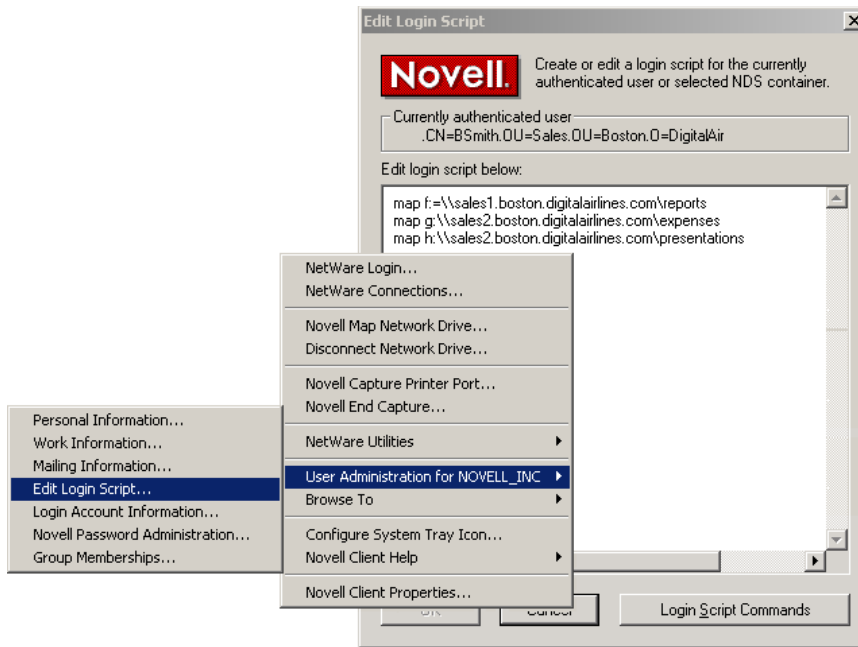 Edit Login Script
Novell.
Create or edit a login script for the currently
authenticated user or selected NDS container.
Currently authenticated user
.CN=BSmith.OU=Sales.OU=Boston.O=DigitalAir
Edit login script below:
map f:=\\sales1.boston.digitalairlines.com\reports
map g:\\sales2.boston.digitalairlines.com\expenses
map h:\\sales2.boston.digitalairlines.com\presentations
NetWare Login...
NetWare Connections...
Novell Map Network Drive...
Disconnect Network Drive...
Novell Capture Printer Port...
Novell End Capture...
NetWare Utilities
User Administration for NOVELL_INC
Browse To
Configure System Tray Icon...
Novell Client Help
Novell Client Properties...
Personal Information...
Work Information...
Mailing Information...
Edit Login Script...
Login Account Information...
Novell Password Administration...
Group Memberships...
Cancel
Login Script Commands